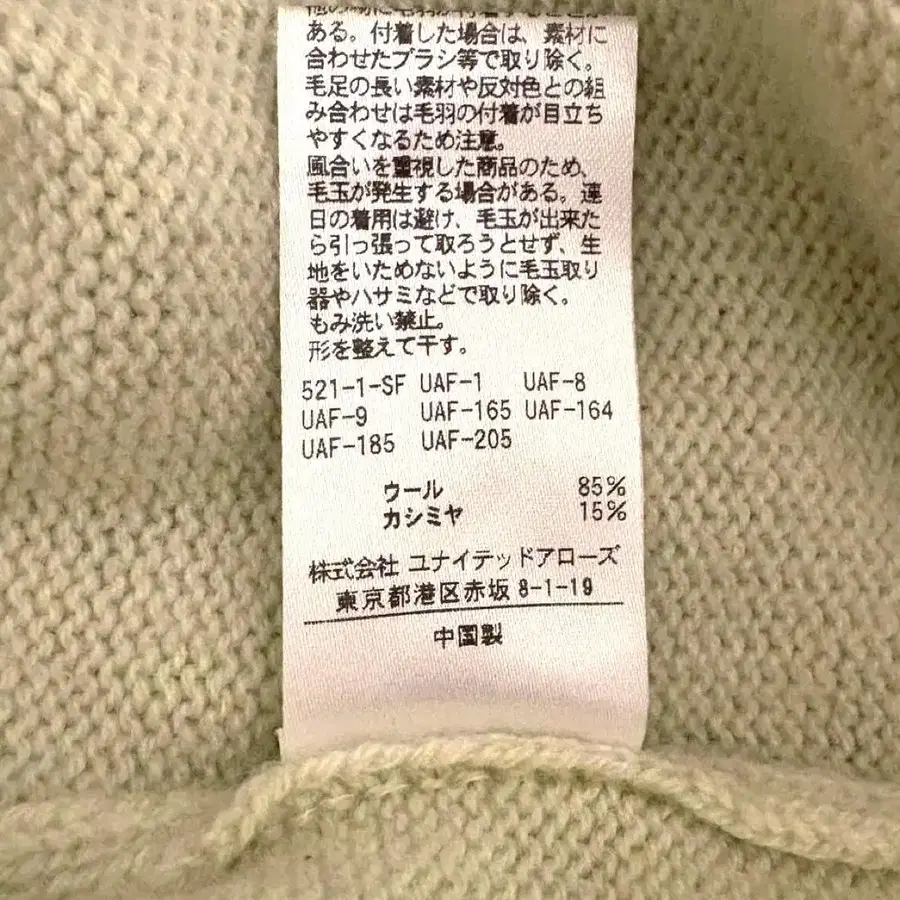 ある。付着した場合は、素材に
合わせたブラシ等で取り除く。
毛足の長い素材や反対色との組
み合わせは毛羽の付着が目立ち
やすくなるため注意。
風合いを重視した商品のため、
毛玉が発生する場合がある。連
日の着用は避け、毛玉が出来た
ら引っ張って取ろうとせず、生
地をいためないように毛玉取り
器やハサミなどで取り除く。
もみ洗い禁止。
形を整えて干す。
521-1-SF UAF-1 UAF-8
UAF-9 UAF-165 UAF-164
UAF-185 UAF-205
ウール 85%
カシミヤ 15%
株式会社 ユナイテッドアローズ
東京都港区赤坂 8-1-19
中国製